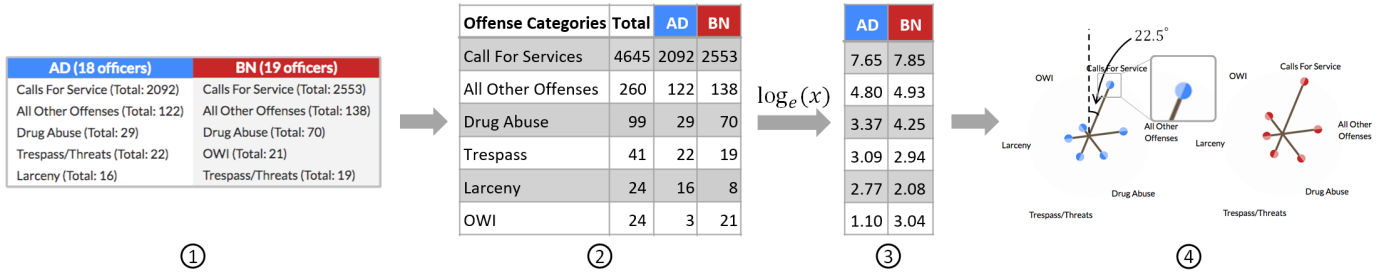 AD (18 officers) BN (19 officers)
Calls For Service (Total: 2092) Calls For Service (Total: 2553)
All Other Offenses (Total: 122) All Other Offenses (Total: 138)
Drug Abuse (Total: 29) Drug Abuse (Total: 70)
Trespass/Threats (Total: 22) OWI (Total: 21)
Larceny (Total: 16) Trespass/Threats (Total: 19)
①
Offense Categories Total AD BN
Call For Services 4645 2092 2553
All Other Offenses 260 122 138
Drug Abuse 99 29 70
Trespass 41 22 19
Larceny 24 16 8
OWI 24 3 21
②
logₑ(x)
AD BN
7.65 7.85
4.80 4.93
3.37 4.25
3.09 2.94
2.77 2.08
1.10 3.04
③
22.5°
Calls For Service
OWI
All Other
Offenses
Larceny
Drug Abuse
Trespass/Threats
Calls For Service
OWI
All Other
Offenses
Larceny
Drug Abuse
Trespass/Threats
④